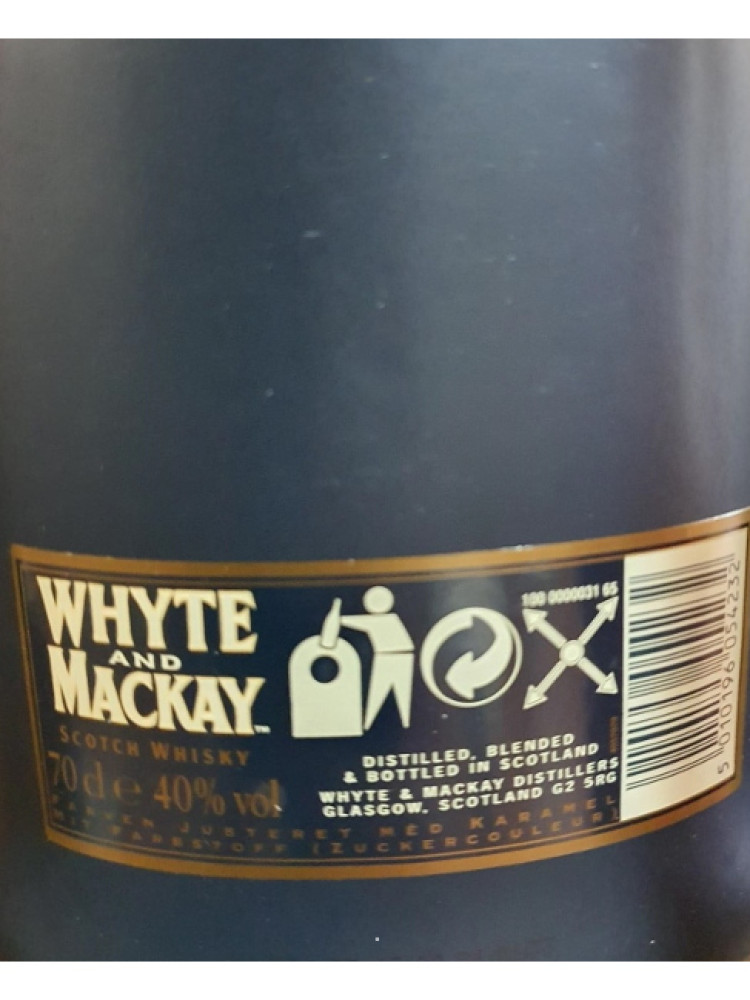 WHYTE
AND
MACKAY™
SCOTCH WHISKY
70 cl e 40% vol
100 0000031 65
DISTILLED, BLENDED
& BOTTLED IN SCOTLAND
WHYTE & MACKAY DISTILLERS
GLASGOW, SCOTLAND G2 5RG
FARVEN JUSTERET MED KARAMEL
MIT FARBSTOFF (ZUCKERCOULEUR)
5 010196 054232